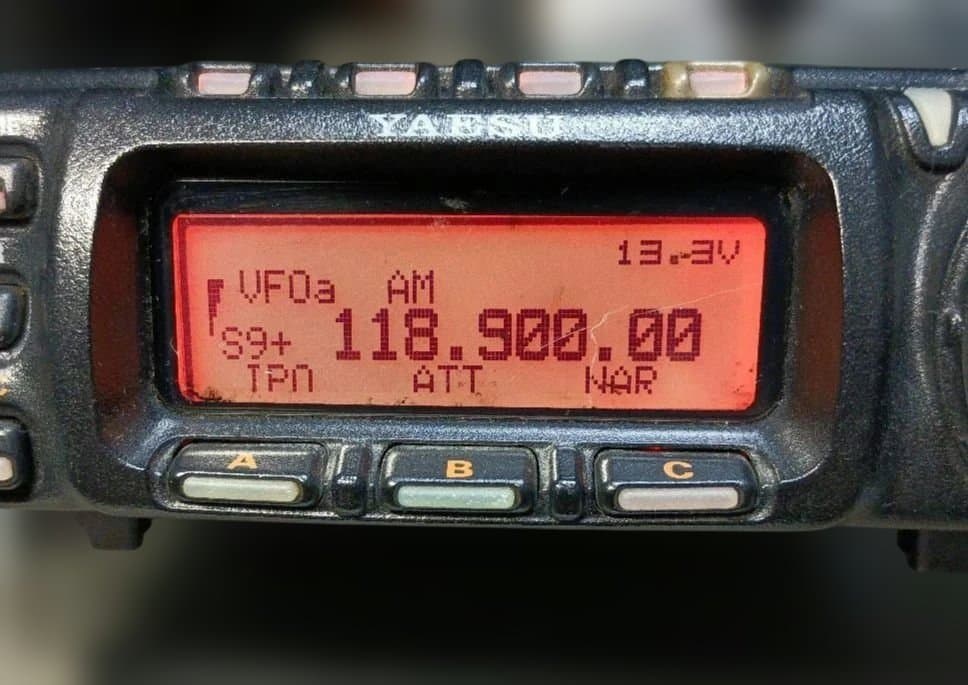 YAESU
13.3V
VFOa AM
S9+ 118.900.00
IPO ATT NAR
A B C